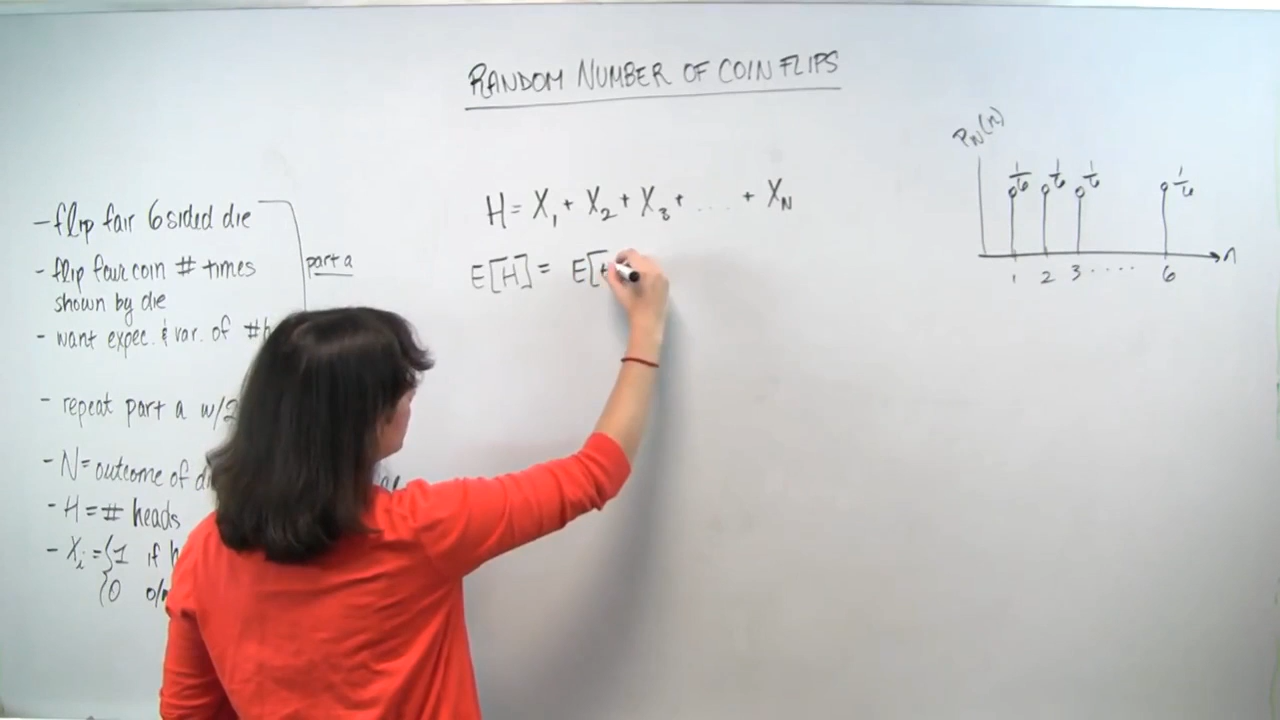 RANDOM NUMBER OF COIN FLIPS
- flip fair 6 sided die
- flip four coin # times
shown by die
- want expec. & var. of #
part a
- repeat part a w/2
- N = outcome of
- H = # heads
- Xi = {1 if
{0
H = X1 + X2 + X3 + .... + XN
E[H] = E[
PN(n)
1/6 1/6 1/6 1/6
1 2 3 .... 6 n